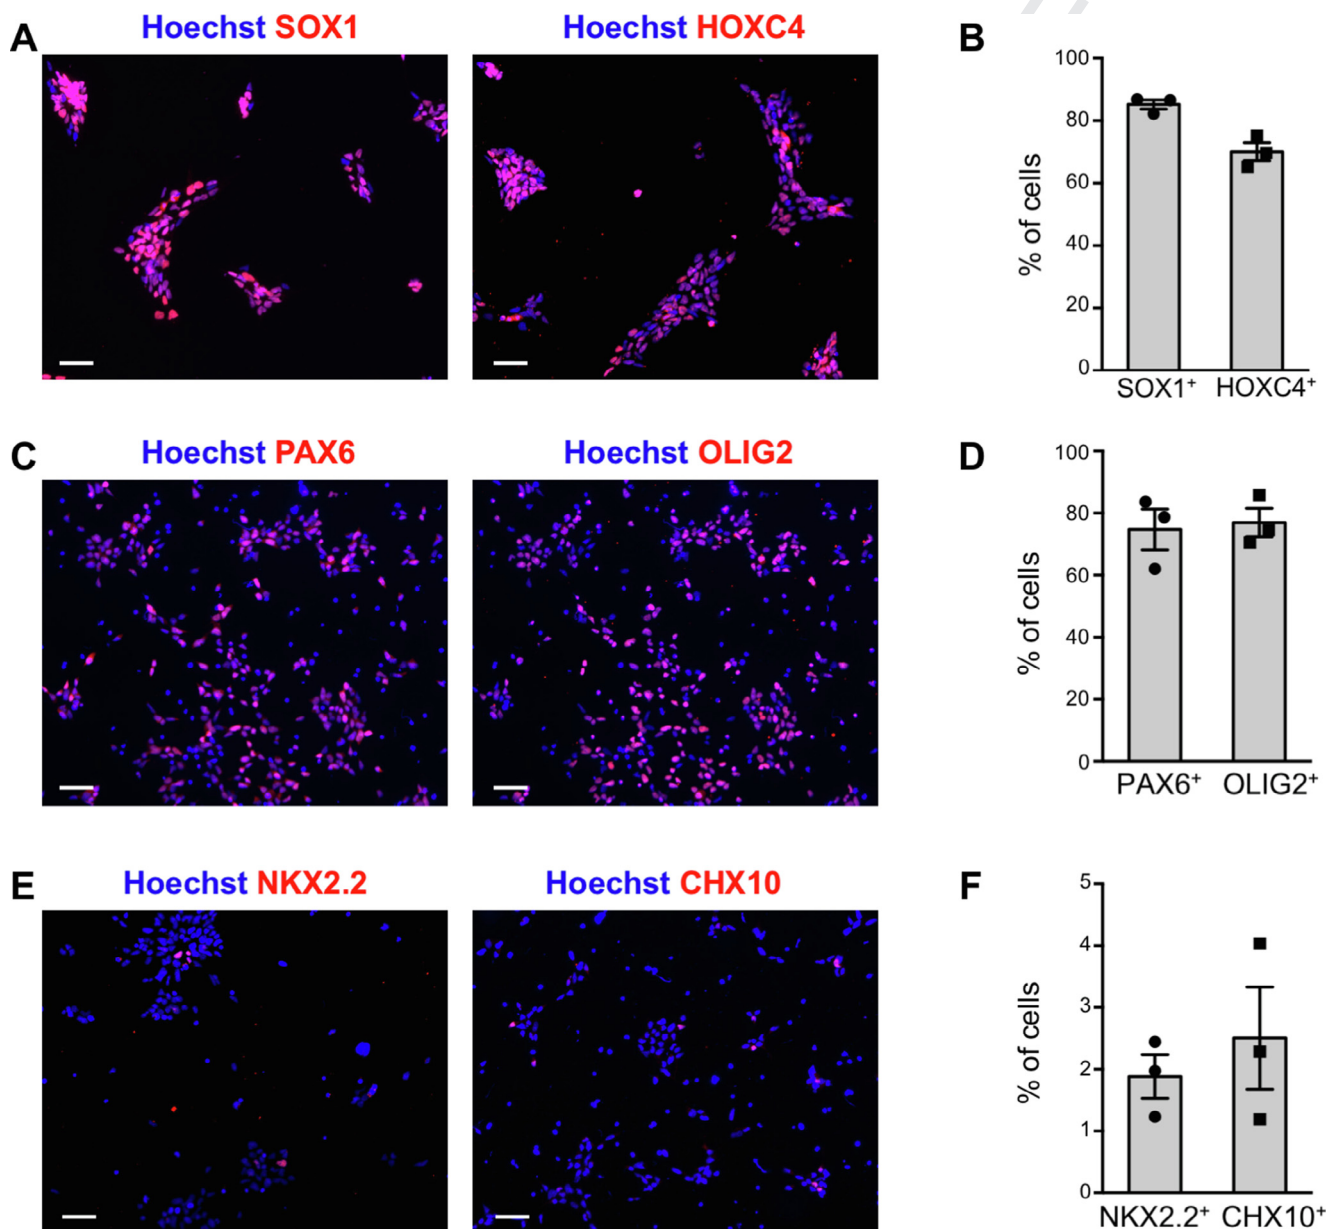 A
Hoechst SOX1
Hoechst HOXC4
B
100
80
60
40
20
0
% of cells
SOX1⁺
HOXC4⁺
C
Hoechst PAX6
Hoechst OLIG2
D
100
80
60
40
20
0
% of cells
PAX6⁺
OLIG2⁺
E
Hoechst NKX2.2
Hoechst CHX10
F
5
4
3
2
1
0
% of cells
NKX2.2⁺
CHX10⁺